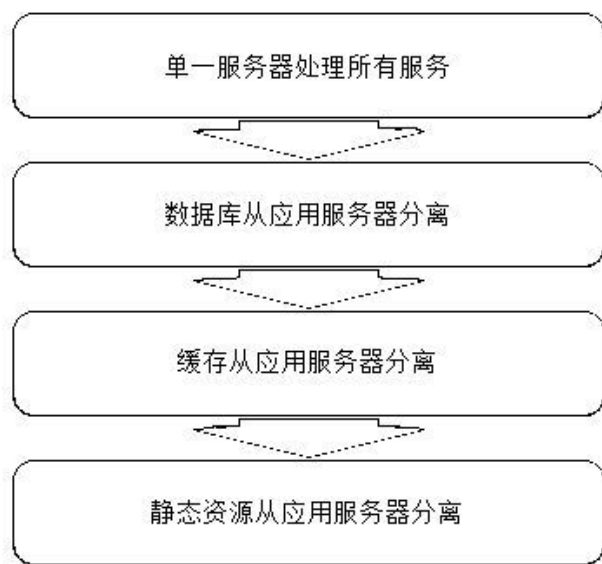 单一服务器处理所有服务
数据库从应用服务器分离
缓存从应用服务器分离
静态资源从应用服务器分离